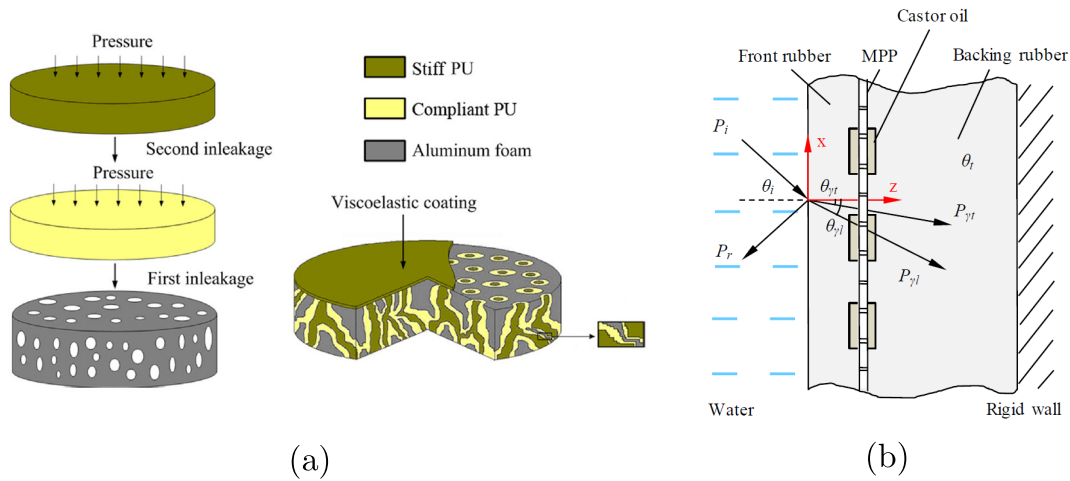 Pressure
Second inleakage
Pressure
First inleakage
Stiff PU
Compliant PU
Aluminum foam
Viscoelastic coating
(a)
Castor oil
Front rubber
MPP
Backing rubber
P_i
x
θ_t
θ_i
θ_γt
z
P_γt
θ_γl
P_r
P_γl
Water
Rigid wall
(b)